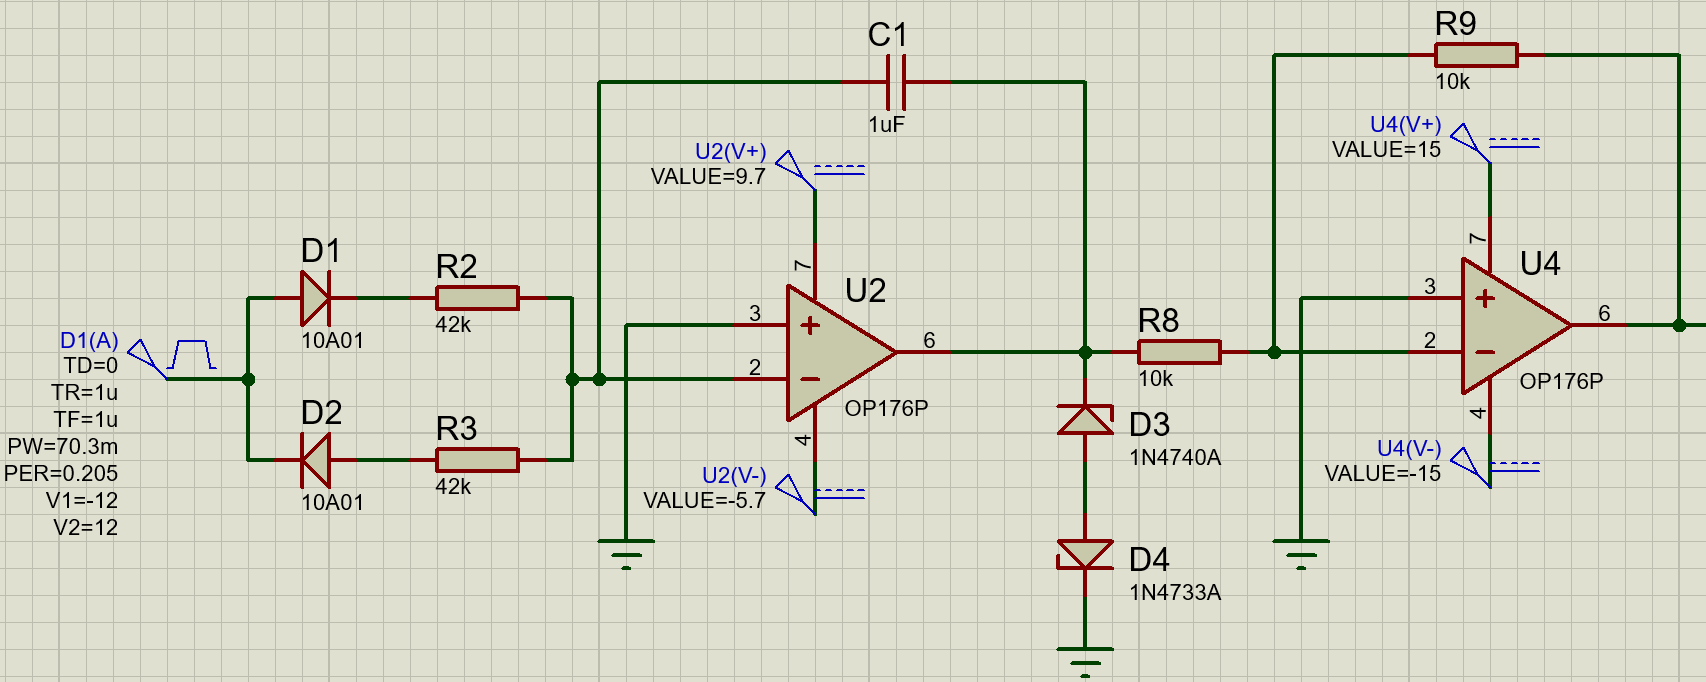 R9
10k
C1
1uF
U4(V+)
VALUE=15
U2(V+)
VALUE=9.7
7
7
D1
10A01
R2
42k
U2
U4
3
2
6
4
OP176P
3
2
6
4
OP176P
R8
10k
D1(A)
TD=0
TR=1u
TF=1u
PW=70.3m
PER=0.205
V1=-12
V2=12
D2
10A01
R3
42k
U2(V-)
VALUE=-5.7
D3
1N4740A
U4(V-)
VALUE=-15
D4
1N4733A